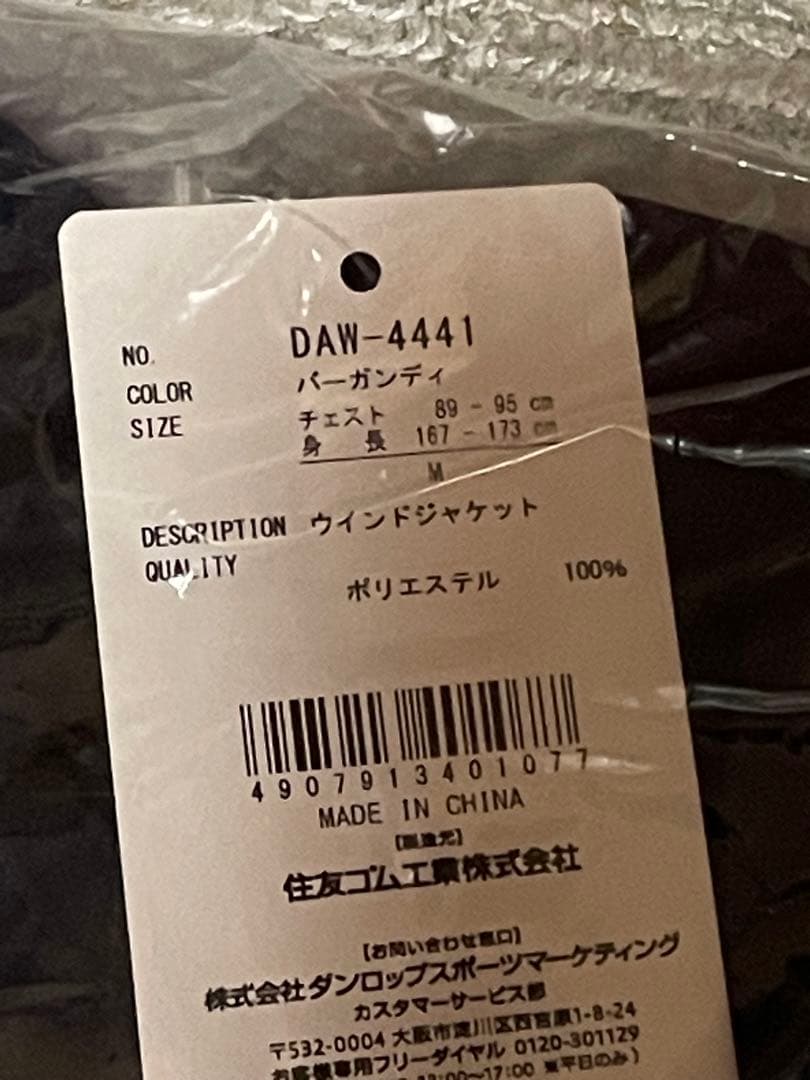 NO. DAW-4441
COLOR バーガンディ
SIZE チェスト 89 - 95 cm
身 長 167 - 173 cm
M
DESCRIPTION ウインドジャケット
QUALITY
ポリエステル 100%
4907913401077
MADE IN CHINA
【製造元】
住友ゴム工業株式会社
【お問い合わせ窓口】
株式会社ダンロップスポーツマーケティング
カスタマーサービス部
〒532-0004 大阪市淀川区西宮原1-8-24
お客様専用フリーダイヤル 0120-301129
〜17:00 ※平日のみ)